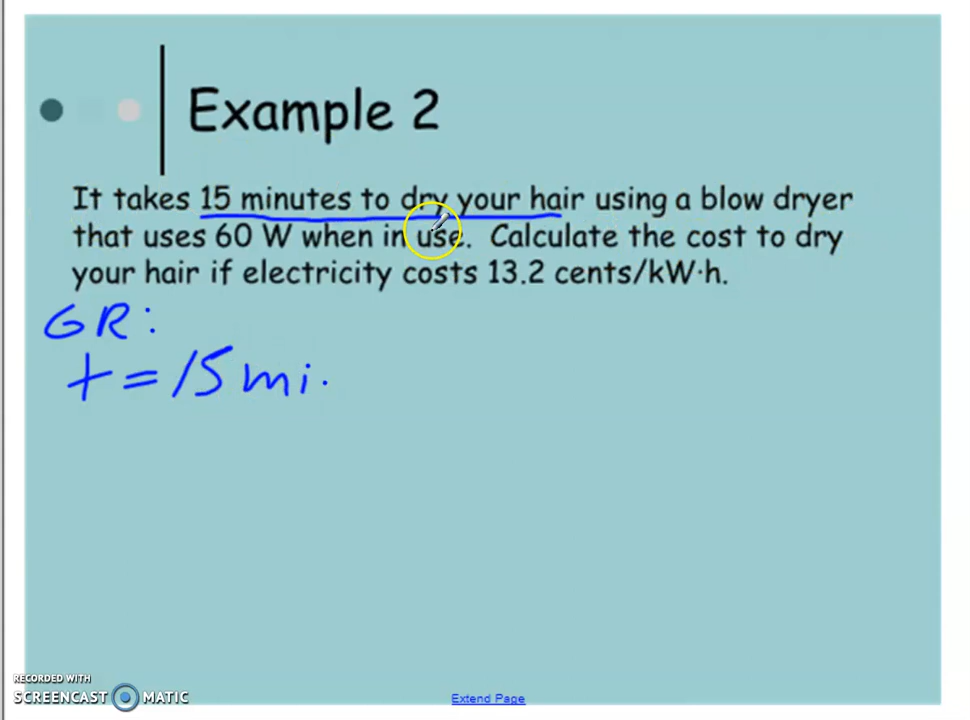 Example 2
It takes 15 minutes to dry your hair using a blow dryer
that uses 60 W when in use. Calculate the cost to dry
your hair if electricity costs 13.2 cents/kW·h.
GR:
t = 15 mi.
RECORDED WITH
SCREENCAST MATIC
Extend Page